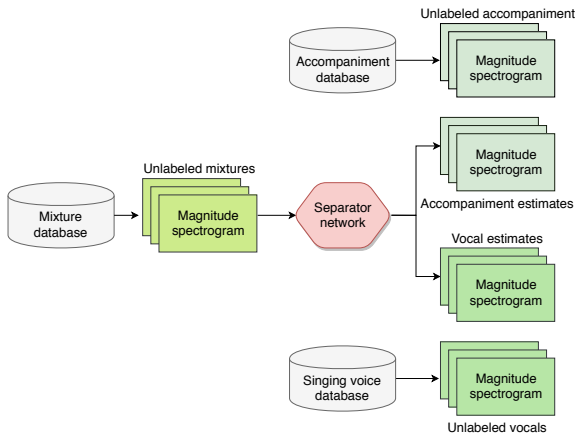 Unlabeled accompaniment
Accompaniment
database
Magnitude
spectrogram
Unlabeled mixtures
Mixture
database
Magnitude
spectrogram
Separator
network
Magnitude
spectrogram
Accompaniment estimates
Vocal estimates
Magnitude
spectrogram
Singing voice
database
Magnitude
spectrogram
Unlabeled vocals